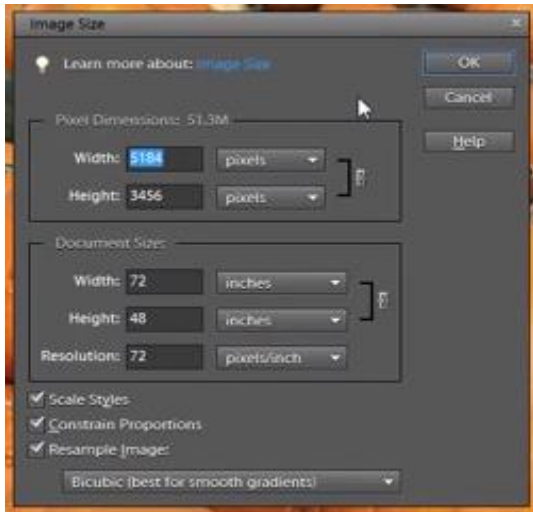 Image Size
Learn more about: Image Size
OK
Cancel
Help
Pixel Dimensions: 51.3M
Width: 5184 pixels
Height: 3456 pixels
Document Size:
Width: 72 inches
Height: 48 inches
Resolution: 72 pixels/inch
Scale Styles
Constrain Proportions
Resample Image:
Bicubic (best for smooth gradients)